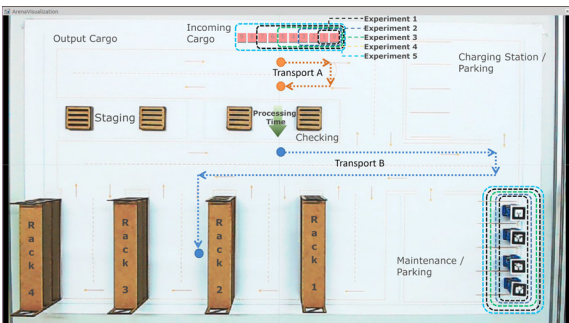 ArenaVisualization
Experiment 1
Experiment 2
Experiment 3
Experiment 4
Experiment 5
Output Cargo
Incoming
Cargo
Charging Station /
Parking
Transport A
Staging
Processing
Time
Checking
Transport B
Rack 4
Rack 3
Rack 2
Rack 1
Maintenance /
Parking